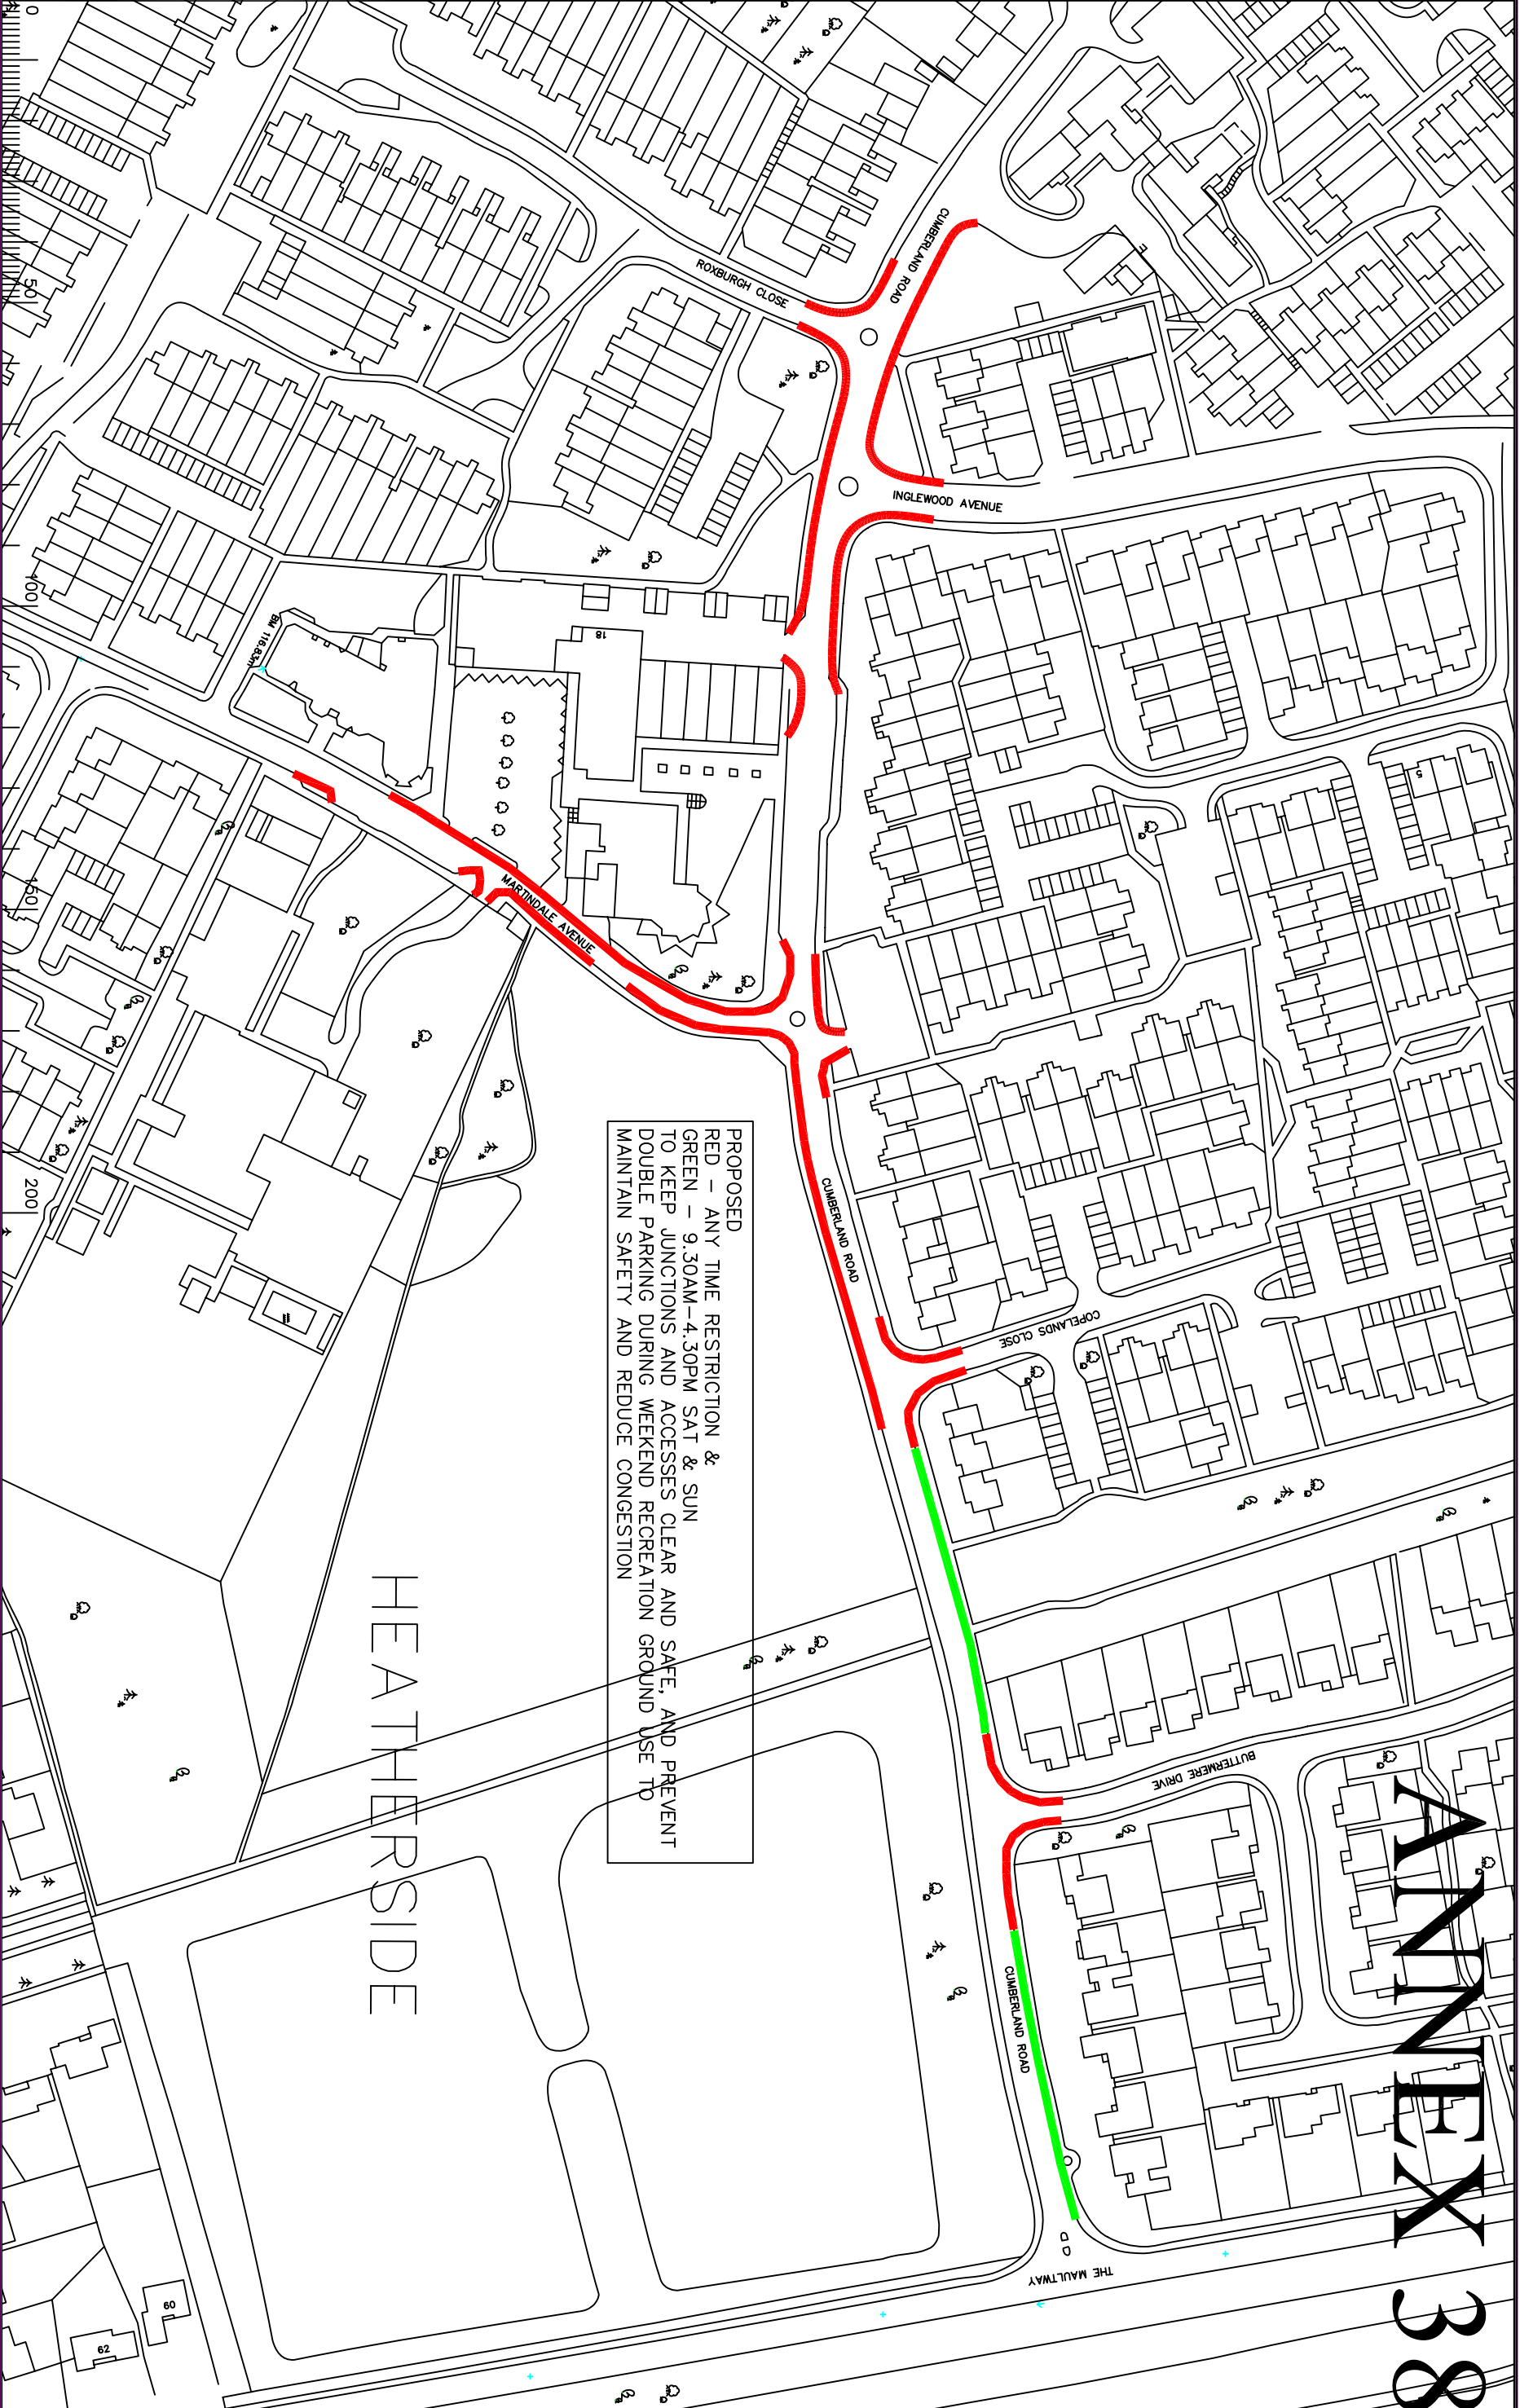 ANNEX 38
CUMBERLAND ROAD
ROXBURGH CLOSE
INGLEWOOD AVENUE
MARTINDALE AVENUE
BM 116.83m
18
5
CUMBERLAND ROAD
COPELANDS CLOSE
BUTTERMERE DRIVE
CUMBERLAND ROAD
THE MAULTWAY
PROPOSED
RED - ANY TIME RESTRICTION &
GREEN - 9.30AM-4.30PM SAT & SUN
TO KEEP JUNCTIONS AND ACCESSES CLEAR AND SAFE, AND PREVENT
DOUBLE PARKING DURING WEEKEND RECREATION GROUND USE TO
MAINTAIN SAFETY AND REDUCE CONGESTION
HEATHERSIDE
60
62
0
50
100
150
200